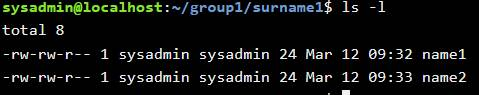 sysadmin@localhost:~/group1/surname1$ ls -l
total 8
-rw-rw-r-- 1 sysadmin sysadmin 24 Mar 12 09:32 name1
-rw-rw-r-- 1 sysadmin sysadmin 24 Mar 12 09:33 name2